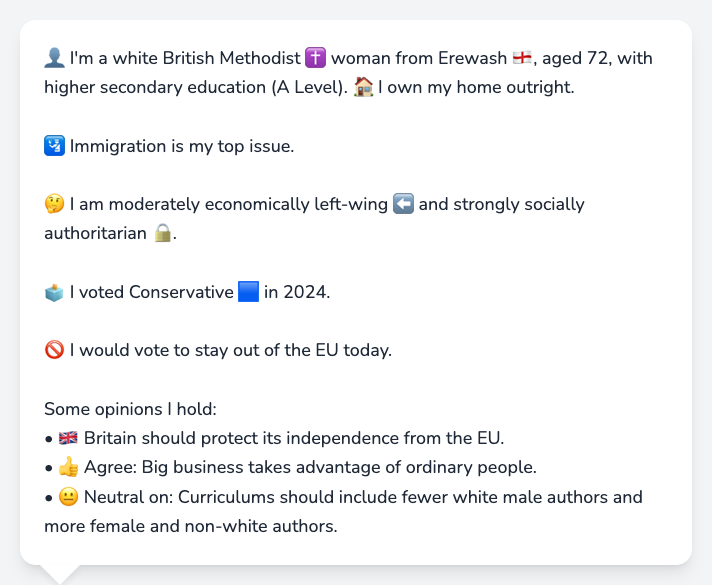 👤 I'm a white British Methodist ✝️ woman from Erewash 🏴󠁧󠁢󠁥󠁮󠁧󠁿, aged 72, with
higher secondary education (A Level). 🏠 I own my home outright.
🛂 Immigration is my top issue.
🤔 I am moderately economically left-wing ⬅️ and strongly socially
authoritarian 🔒.
🗳️ I voted Conservative 🟦 in 2024.
🚫 I would vote to stay out of the EU today.
Some opinions I hold:
• 🇬🇧 Britain should protect its independence from the EU.
• 👍 Agree: Big business takes advantage of ordinary people.
• 😐 Neutral on: Curriculums should include fewer white male authors and
more female and non-white authors.